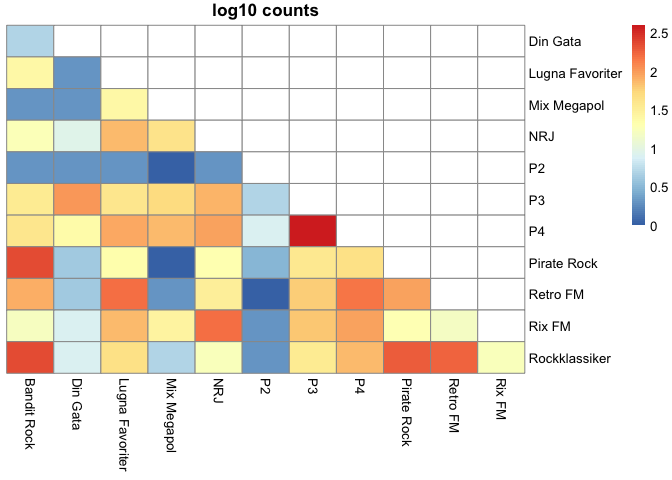 log10 counts
Din Gata
Lugna Favoriter
Mix Megapol
NRJ
P2
P3
P4
Pirate Rock
Retro FM
Rix FM
Rockklassiker
2.5
2
1.5
1
0.5
0
Bandit Rock
Din Gata
Lugna Favoriter
Mix Megapol
NRJ
P2
P3
P4
Pirate Rock
Retro FM
Rix FM